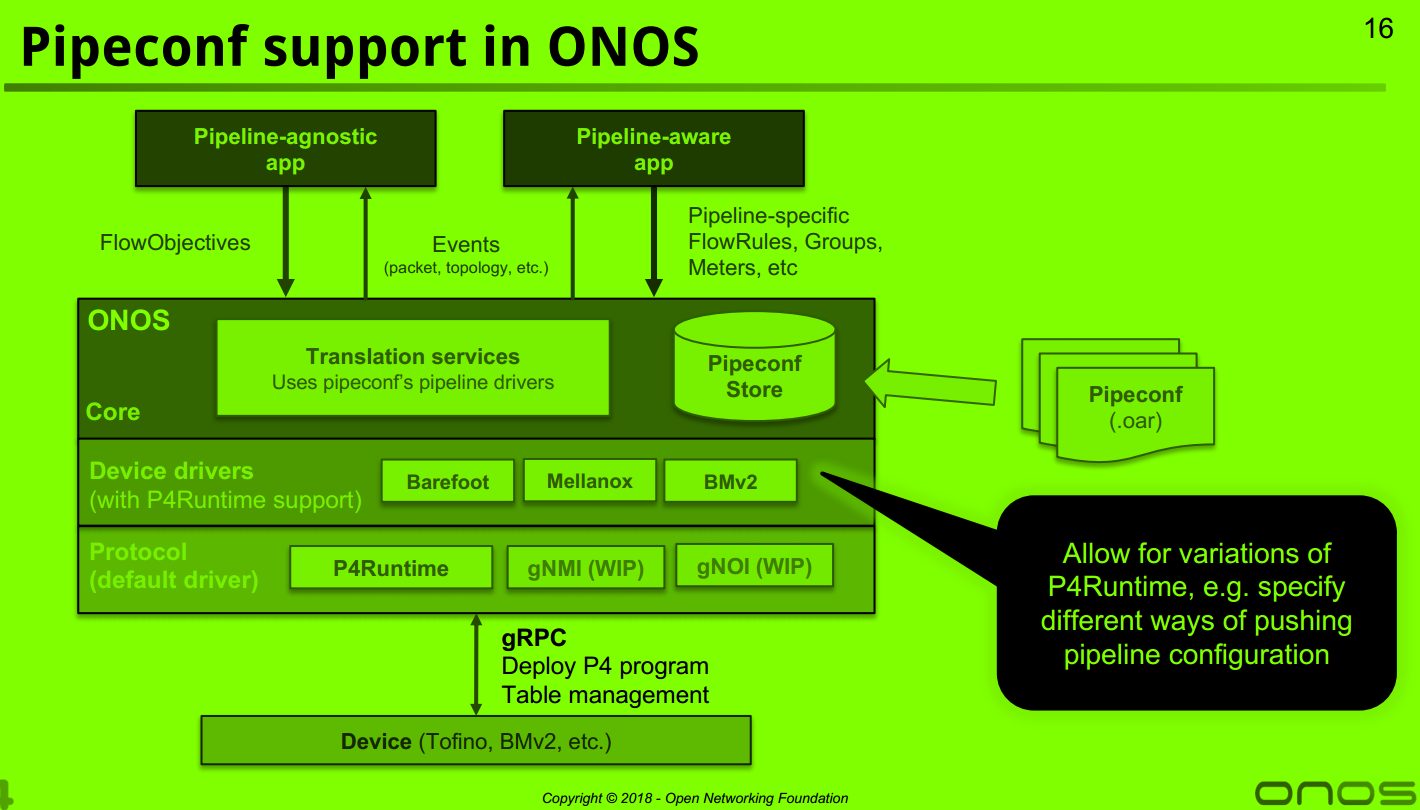 Pipeconf support in ONOS
16
Pipeline-agnostic
app
Pipeline-aware
app
FlowObjectives
Events
(packet, topology, etc.)
Pipeline-specific
FlowRules, Groups,
Meters, etc
ONOS
Translation services
Uses pipeconf's pipeline drivers
Core
Pipeconf
Store
Pipeconf
(.oar)
Device drivers
(with P4Runtime support)
Barefoot
Mellanox
BMv2
Protocol
(default driver)
P4Runtime
gNMI (WIP)
gNOI (WIP)
Allow for variations of
P4Runtime, e.g. specify
different ways of pushing
pipeline configuration
gRPC
Deploy P4 program
Table management
Device (Tofino, BMv2, etc.)
4
Copyright © 2018 - Open Networking Foundation
onos